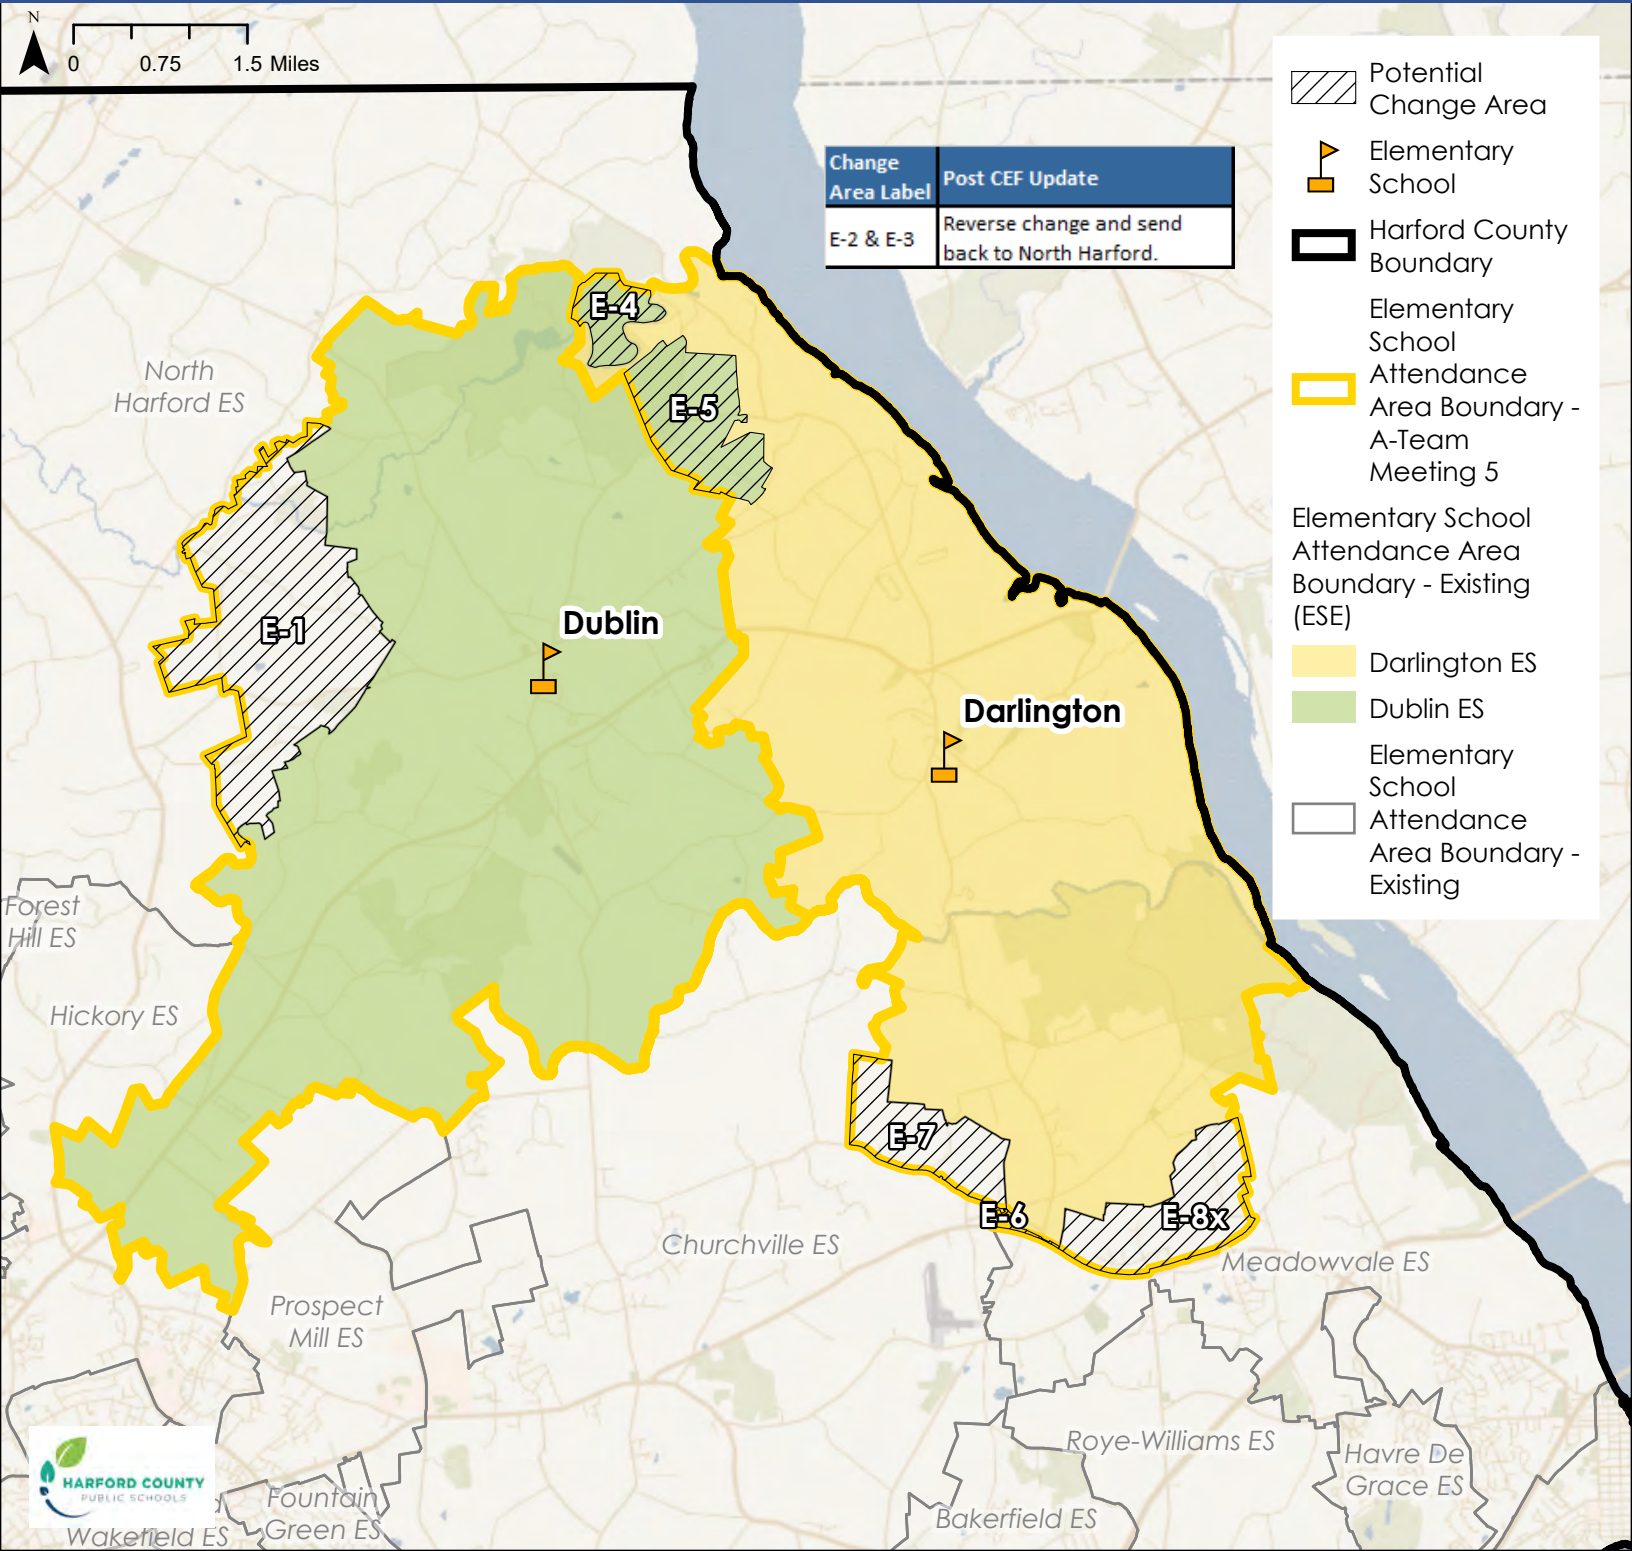 N
0 0.75 1.5 Miles
Change
Area Label
Post CEF Update
E-2 & E-3
Reverse change and send
back to North Harford.
Potential
Change Area
Elementary
School
Harford County
Boundary
Elementary
School
Attendance
Area Boundary -
A-Team
Meeting 5
Elementary School
Attendance Area
Boundary - Existing
(ESE)
Darlington ES
Dublin ES
Elementary
School
Attendance
Area Boundary -
Existing
E-4
North
Harford ES
E-5
E-1
Dublin
Darlington
Forest
Hill ES
Hickory ES
E-7
E-6
E-8x
Churchville ES
Meadowvale ES
Prospect
Mill ES
Roye-Williams ES
Havre De
Grace ES
HARFORD COUNTY
PUBLIC SCHOOLS
Fountain
Green ES
Wakefield ES
Bakerfield ES